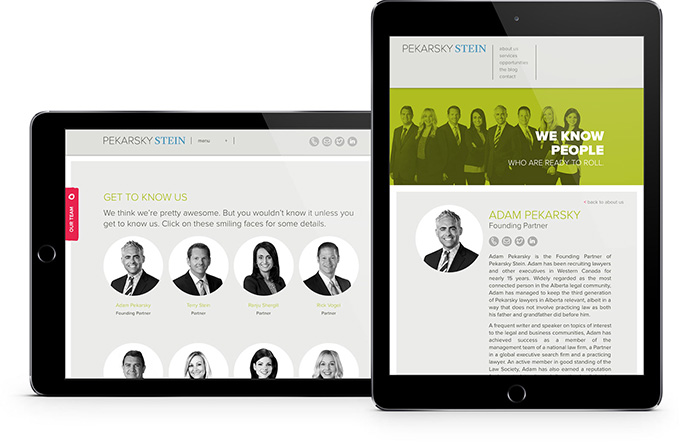 PEKARSKY STEIN
menu
OUR TEAM
GET TO KNOW US
We think we're pretty awesome. But you wouldn't know it unless you
get to know us. Click on these smiling faces for some details.
Adam Pekarsky
Founding Partner
Terry Stein
Partner
Partner
Rick Vogel
Partner
PEKARSKY STEIN
about us
services
opportunities
the blog
contact
WE KNOW
PEOPLE
WHO ARE READY TO ROLL.
< back to about us
ADAM PEKARSKY
Founding Partner
Adam Pekarsky is the Founding Partner of
Pekarsky Stein. Adam has been recruiting lawyers
and other executives in Western Canada for
nearly 15 years. Widely regarded as the most
connected person in the Alberta legal community,
Adam has managed to keep the third generation
of Pekarsky lawyers in Alberta relevant, albeit in a
way that does not involve practicing law as both
his father and grandfather did before him.
A frequent writer and speaker on topics of interest
to the legal and business communities, Adam has
achieved success as a member of the
management team of a national law firm, a Partner
in a global executive search firm and a practicing
lawyer. An active member in good standing of the
Law Society, Adam has also earned a reputation